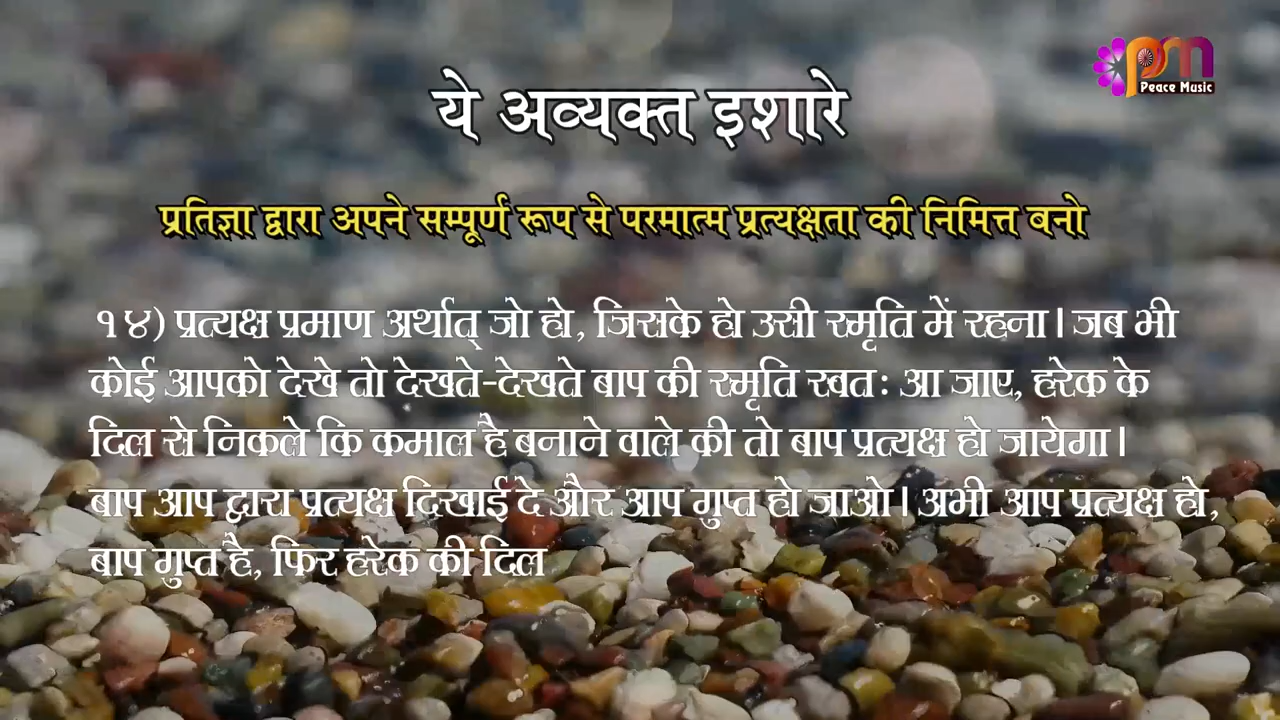 pm
Peace Music
ये अव्यक्त इशारे
प्रतिज्ञा द्वारा अपने सम्पूर्ण रूप से परमात्म प्रत्यक्षता की निमित्त बनो
१४) प्रत्यक्ष प्रमाण अर्थात् जो हो, जिसके हो उसी स्मृति में रहना। जब भी
कोई आपको देखे तो देखते-देखते बाप की स्मृति स्वतः आ जाए, हरेक के
दिल से निकले कि कमाल है बनाने वाले की तो बाप प्रत्यक्ष हो जायेगा।
बाप आप द्वारा प्रत्यक्ष दिखाई दे और आप गुप्त हो जाओ। अभी आप प्रत्यक्ष हो,
बाप गुप्त है, फिर हरेक की दिल